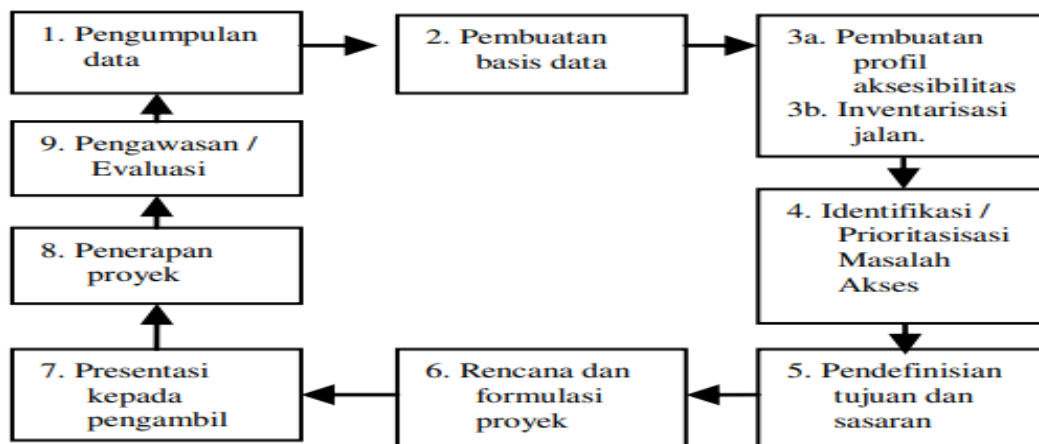 1. Pengumpulan
data
2. Pembuatan
basis data
3a. Pembuatan
profil
aksesibilitas
3b. Inventarisasi
jalan.
4. Identifikasi /
Prioritasisasi
Masalah
Akses
5. Pendefinisian
tujuan dan
sasaran
6. Rencana dan
formulasi
proyek
7. Presentasi
kepada
pengambil
8. Penerapan
proyek
9. Pengawasan /
Evaluasi